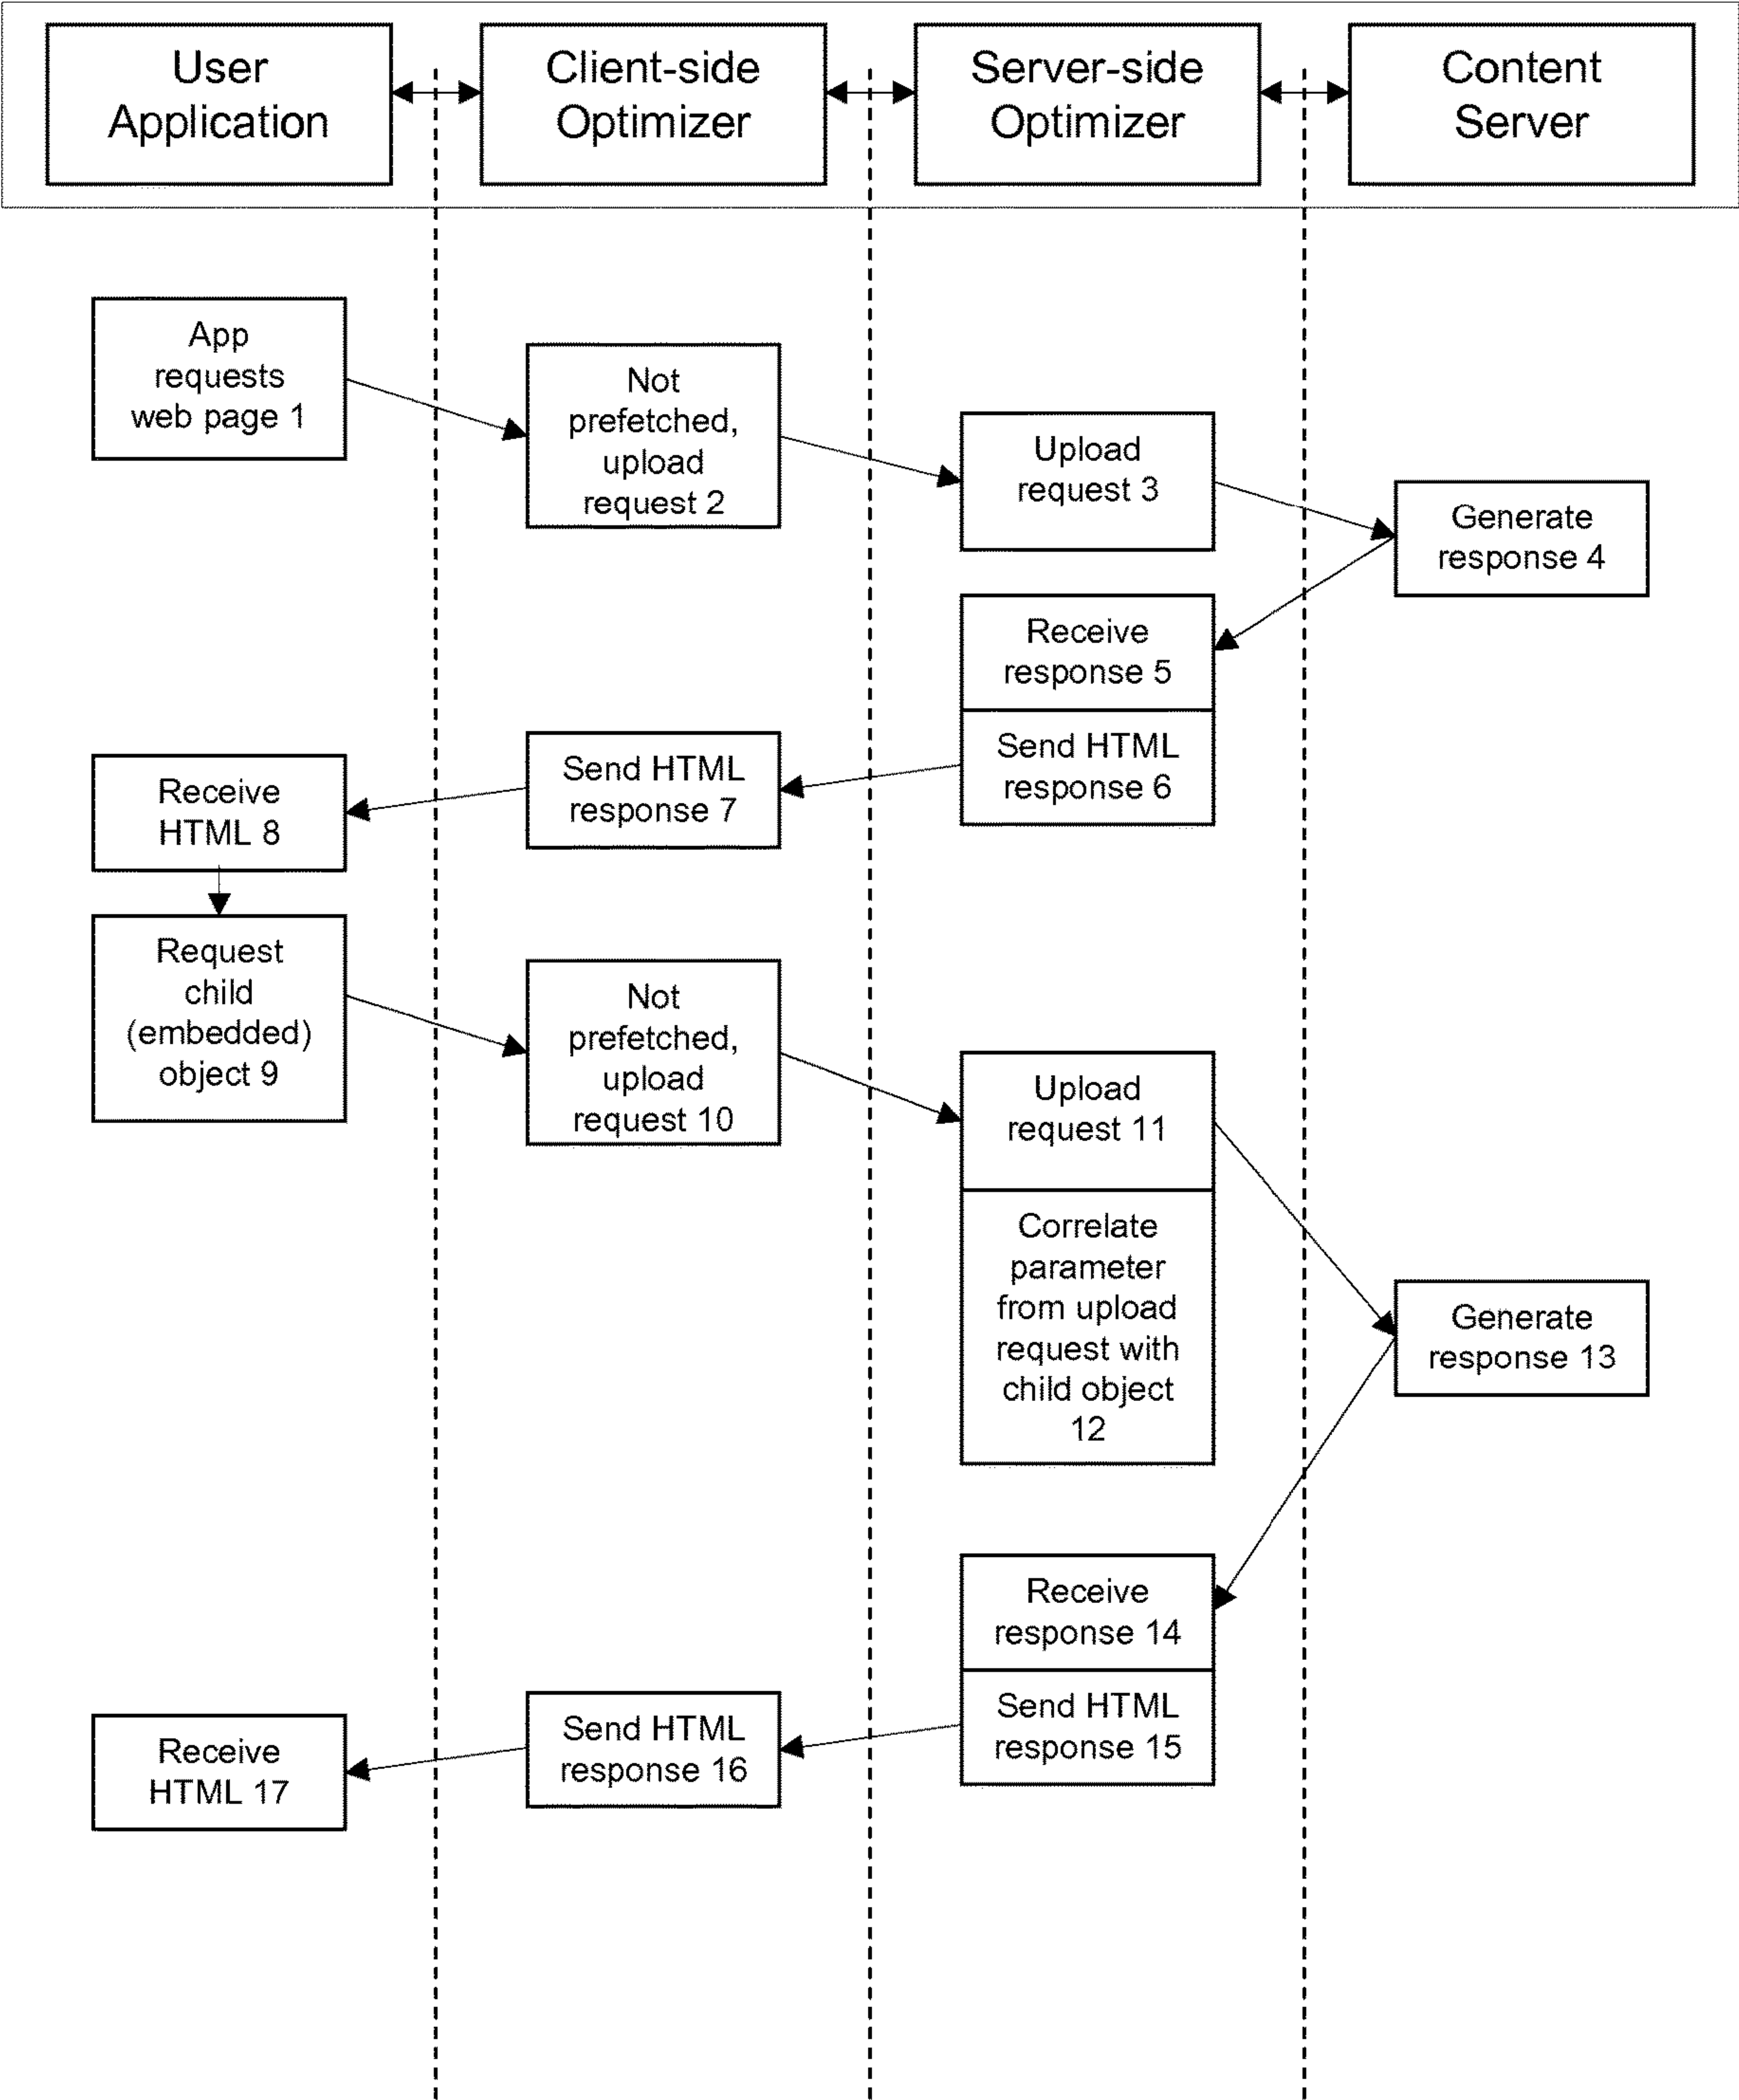 User
Application
Client-side
Optimizer
Server-side
Optimizer
Content
Server
App
requests
web page 1
Not
prefetched,
upload
request 2
Upload
request 3
Generate
response 4
Receive
response 5
Send HTML
response 6
Send HTML
response 7
Receive
HTML 8
Request
child
(embedded)
object 9
Not
prefetched,
upload
request 10
Upload
request 11
Correlate
parameter
from upload
request with
child object
12
Generate
response 13
Receive
response 14
Send HTML
response 15
Send HTML
response 16
Receive
HTML 17